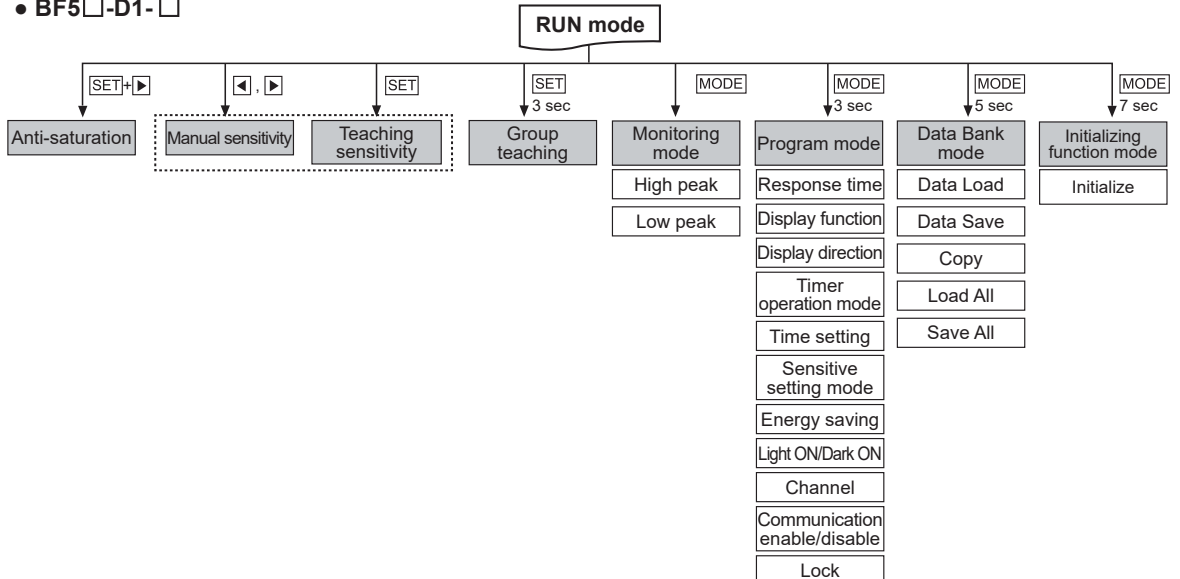 ● BF5□-D1-□
RUN mode
SET+▶
◀ , ▶
SET
SET
3 sec
MODE
MODE
3 sec
MODE
5 sec
MODE
7 sec
Anti-saturation
Manual sensitivity
Teaching
sensitivity
Group
teaching
Monitoring
mode
High peak
Low peak
Program mode
Response time
Display function
Display direction
Timer
operation mode
Time setting
Sensitive
setting mode
Energy saving
Light ON/Dark ON
Channel
Communication
enable/disable
Lock
Data Bank
mode
Data Load
Data Save
Copy
Load All
Save All
Initializing
function mode
Initialize